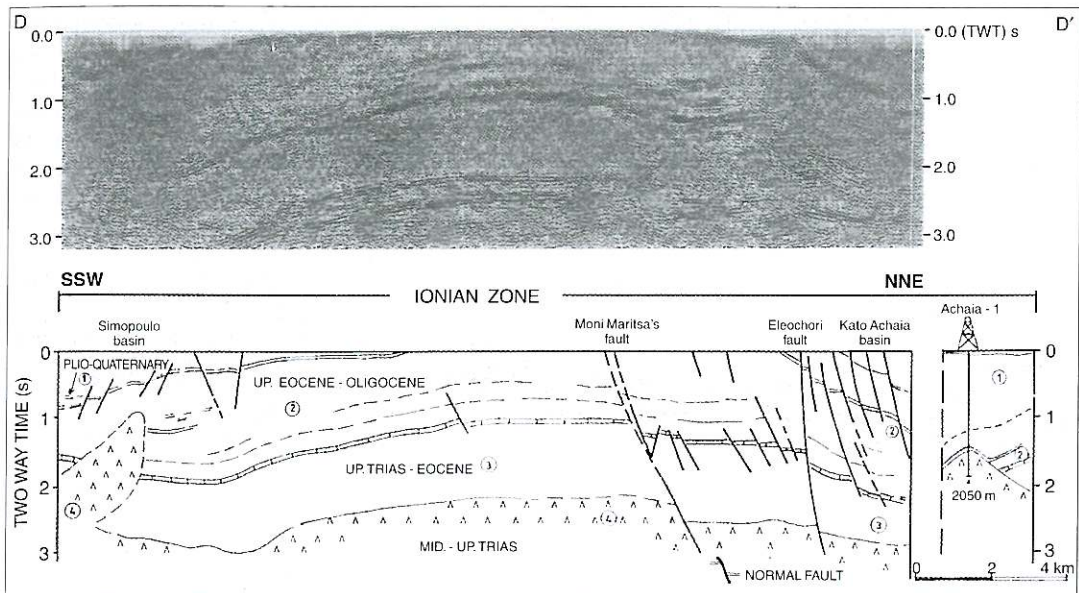 D D'
0.0 0.0 (TWT) s
1.0 1.0
2.0 2.0
3.0 3.0
SSW NNE
IONIAN ZONE
Simopoulo basin
Moni Maritsa's fault
Eleochori fault
Kato Achaia basin
Achaia - 1
TWO WAY TIME (s)
0
1
2
3
PLIO-QUATERNARY
1
UP. EOCENE - OLIGOCENE
2
UP. TRIAS - EOCENE 3
4
4
MID. - UP. TRIAS
2
3
NORMAL FAULT
1
2
2050 m
0
1
2
3
0 2 4 km